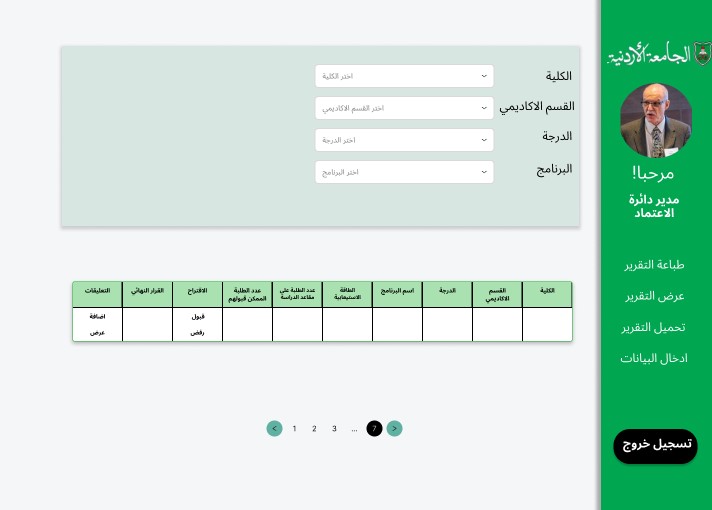 الجامعة الأردنية
مرحبا!
مدير دائرة
الاعتماد
طباعة التقرير
عرض التقرير
تحميل التقرير
ادخال البيانات
تسجيل خروج
الكلية
اختر الكلية
القسم الاكاديمي
اختر القسم الاكاديمي
الدرجة
اختر الدرجة
البرنامج
اختر البرنامج
الكلية
القسم
الاكاديمي
الدرجة
اسم البرنامج
الطاقة
الاستيعابية
عدد الطلبة على
مقاعد الدراسة
عدد الطلبة
الممكن قبولهم
الاقتراح
القرار النهائي
التعليقات
قبول
رفض
اضافة
عرض
< 1 2 3 ... 7 >